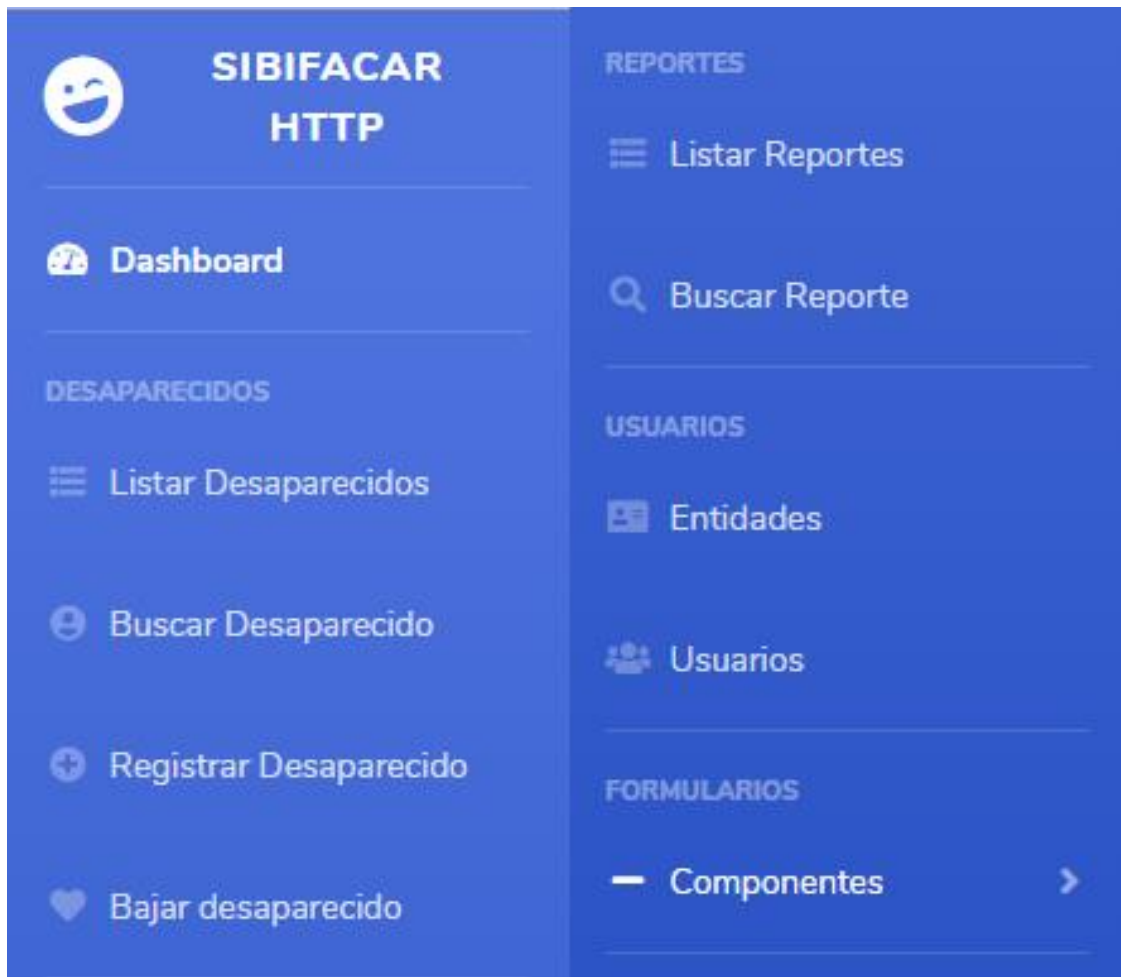 SIBIFACAR
HTTP
Dashboard
DESAPARECIDOS
Listar Desaparecidos
Buscar Desaparecido
Registrar Desaparecido
Bajar desaparecido
REPORTES
Listar Reportes
Buscar Reporte
USUARIOS
Entidades
Usuarios
FORMULARIOS
Componentes